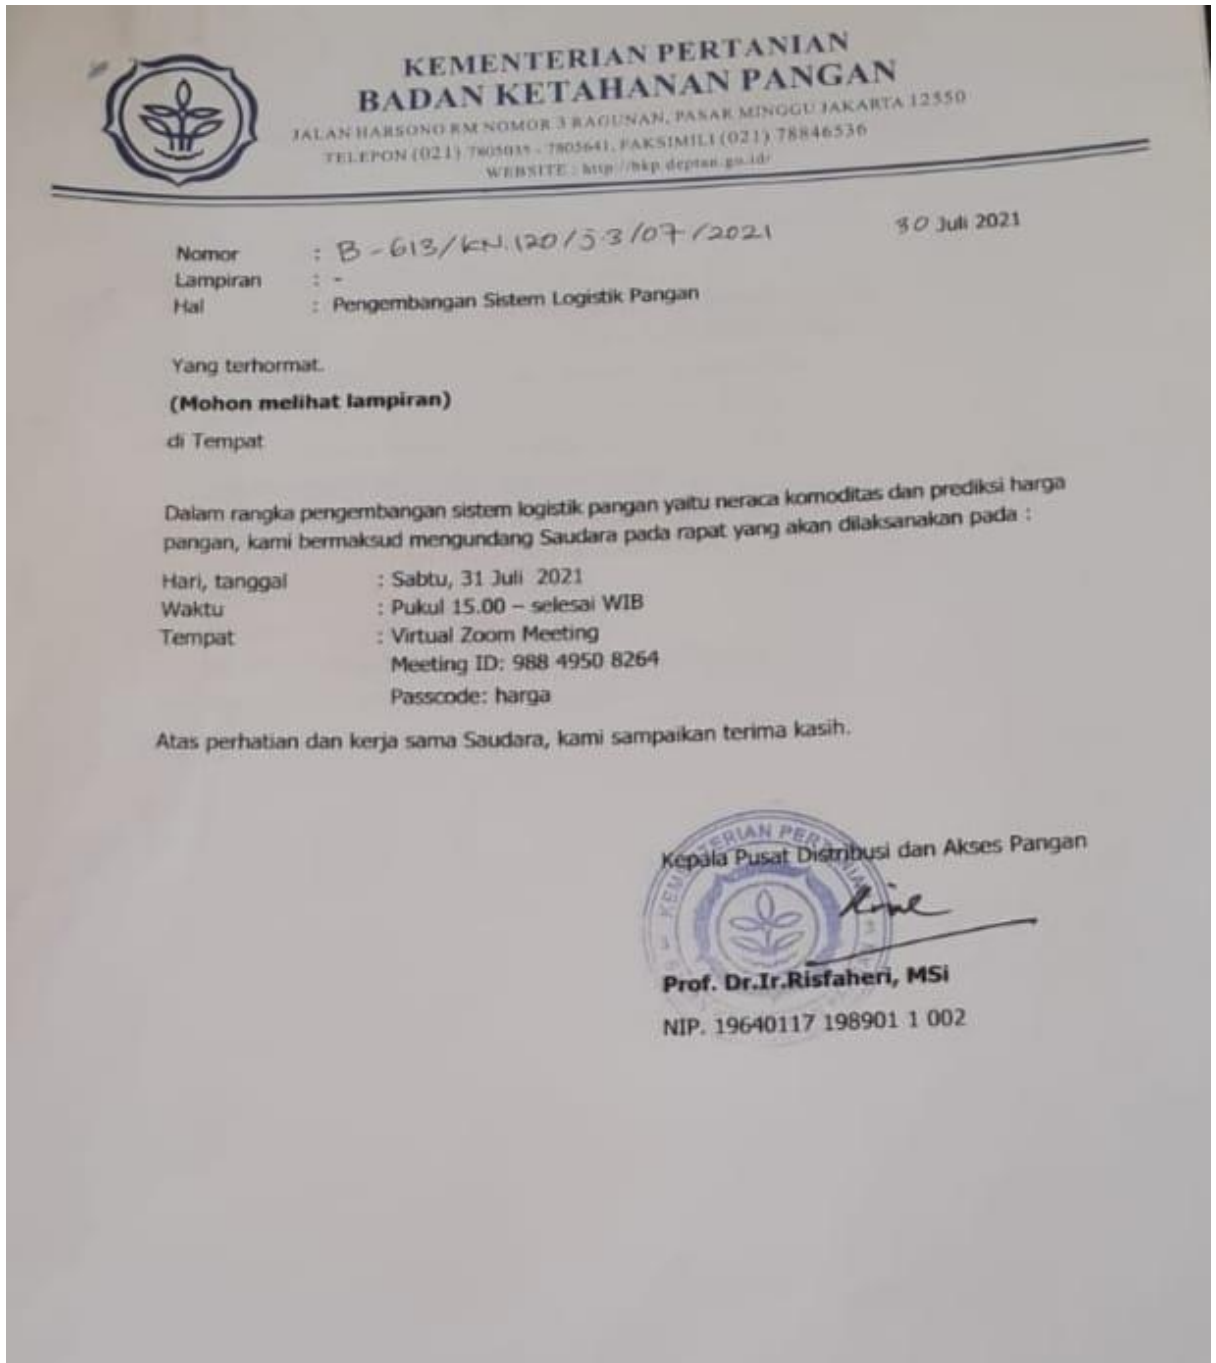 KEMENTERIAN PERTANIAN
BADAN KETAHANAN PANGAN
JALAN HARSONO RM NOMOR 3 RAGUNAN, PASAR MINGGU JAKARTA 12550
TELEPON (021) 7805035 - 7805641, FAKSIMILI (021) 78846536
WEBSITE : http://bkp.deptan.go.id/
30 Juli 2021
Nomor : B-613/KN.120/J.3/07/2021
Lampiran : -
Hal : Pengembangan Sistem Logistik Pangan
Yang terhormat.
(Mohon melihat lampiran)
di Tempat
Dalam rangka pengembangan sistem logistik pangan yaitu neraca komoditas dan prediksi harga
pangan, kami bermaksud mengundang Saudara pada rapat yang akan dilaksanakan pada :
Hari, tanggal : Sabtu, 31 Juli 2021
Waktu : Pukul 15.00 – selesai WIB
Tempat : Virtual Zoom Meeting
Meeting ID: 988 4950 8264
Passcode: harga
Atas perhatian dan kerja sama Saudara, kami sampaikan terima kasih.
Kepala Pusat Distribusi dan Akses Pangan
KEMENTERIAN PERTANIAN
Prof. Dr.Ir.Risfaheri, MSi
NIP. 19640117 198901 1 002